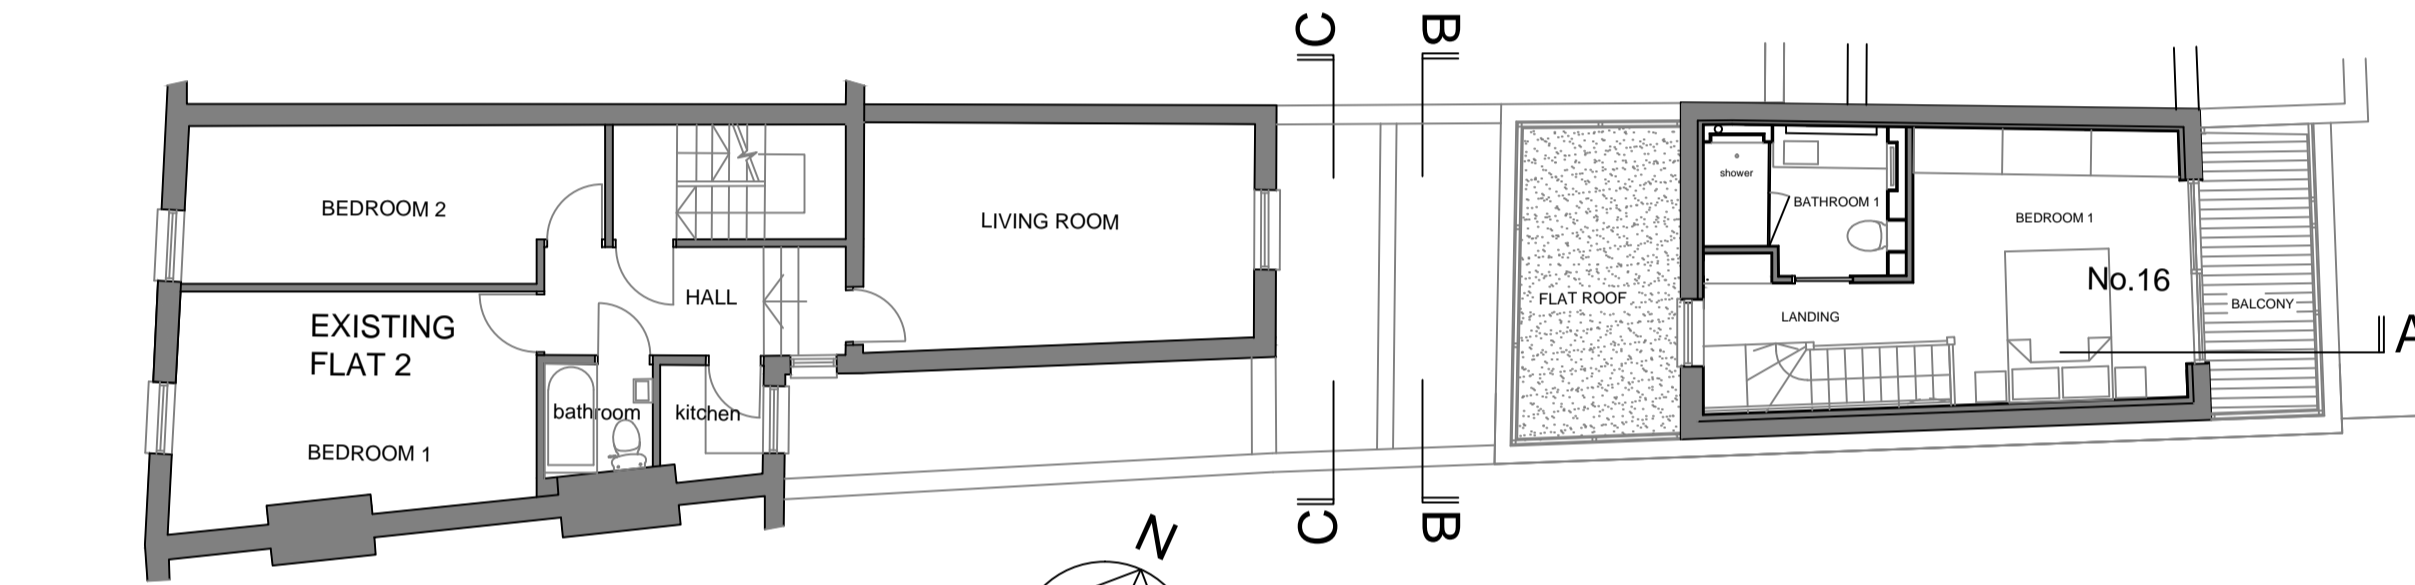 C
B
BEDROOM 2
LIVING ROOM
shower
BATHROOM 1
BEDROOM 1
No.16
HALL
FLAT ROOF
BALCONY
LANDING
EXISTING
FLAT 2
A
bathroom
kitchen
BEDROOM 1
C
B
N